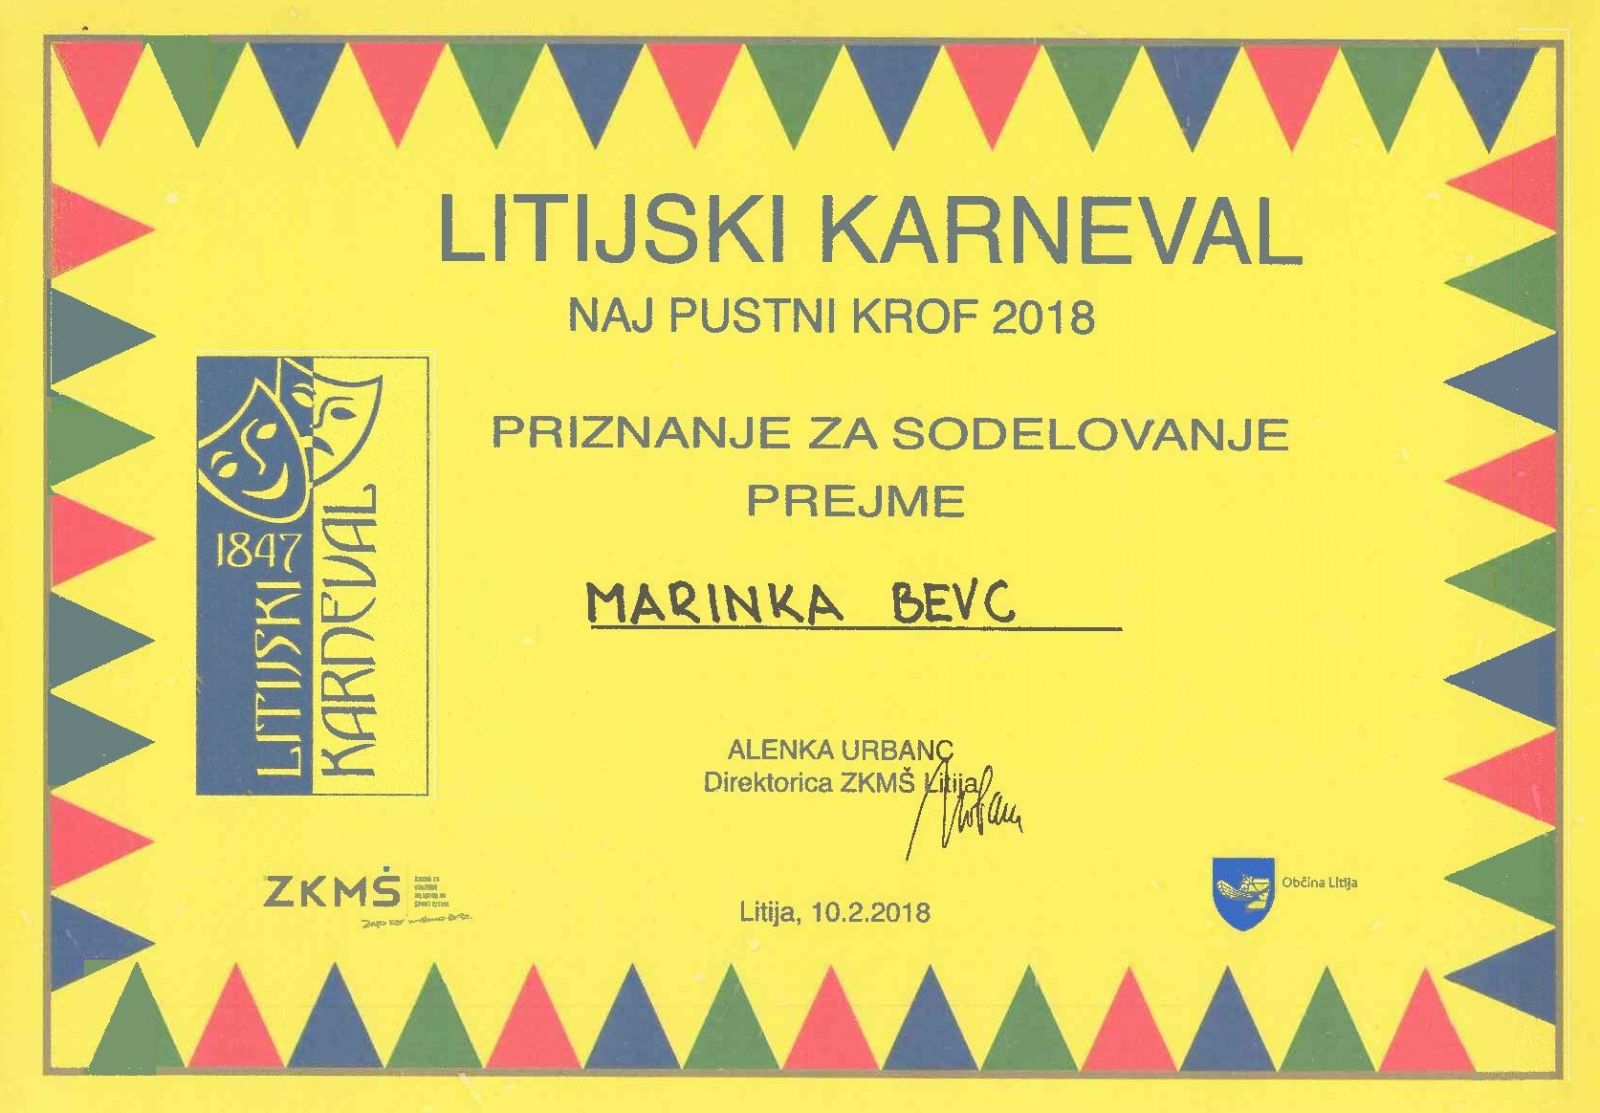 LITIJSKI KARNEVAL
NAJ PUSTNI KROF 2018
PRIZNANJE ZA SODELOVANJE
PREJME
MARINKA BEVC
1847
LITIJSKI
KARNEVAL
ALENKA URBANC
Direktorica ZKMŠ Litija
ZKMŠ
Litija, 10.2.2018
Občina Litija